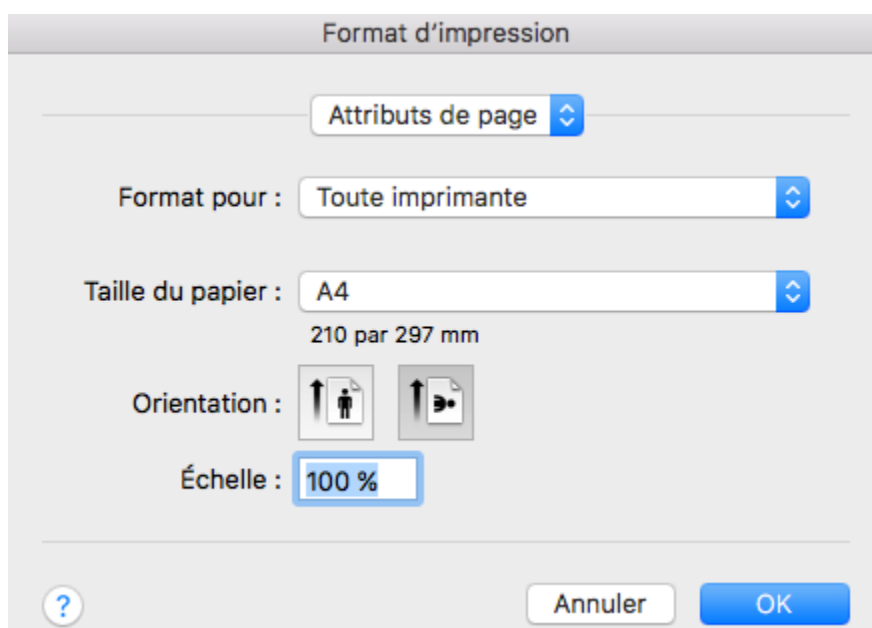 Format d’impression
Attributs de page
Format pour : Toute imprimante
Taille du papier : A4
210 par 297 mm
Orientation :
Échelle : 100 %
? Annuler OK